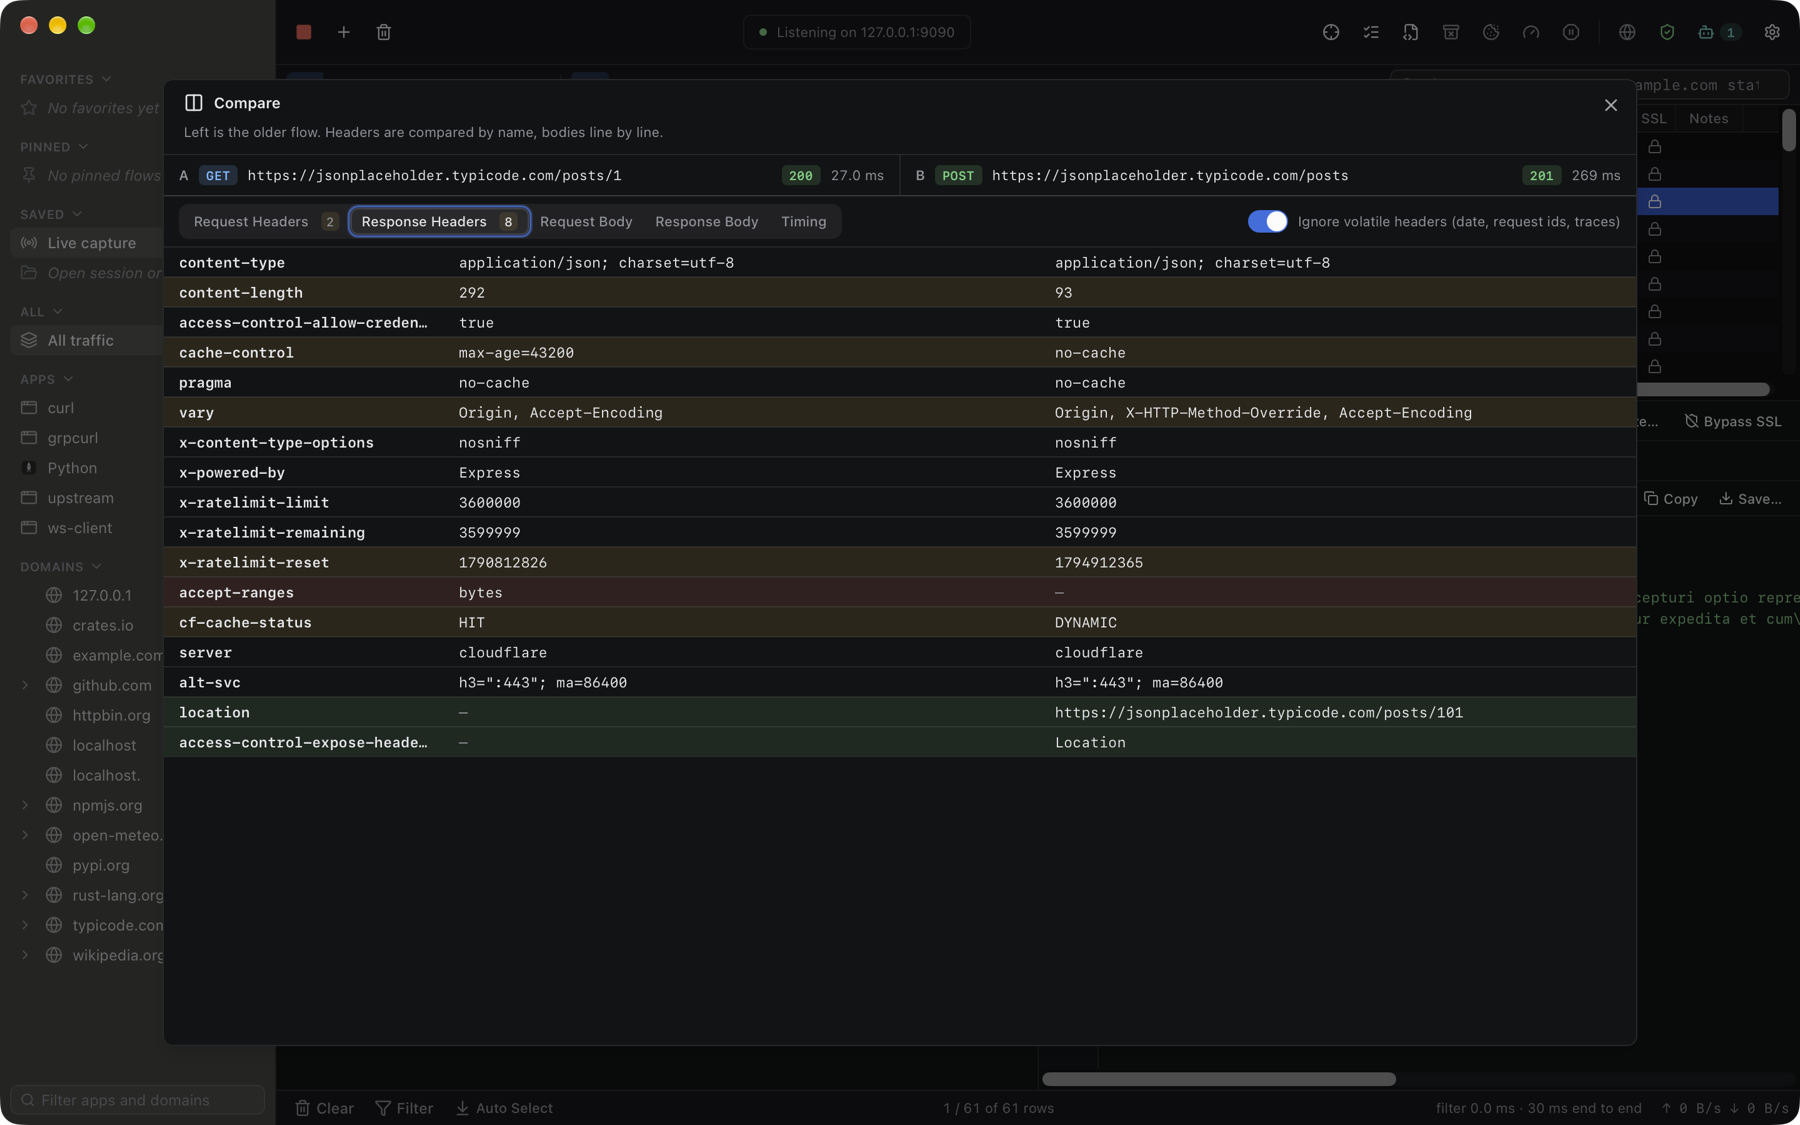 Listening on 127.0.0.1:9090
1
FAVORITES
No favorites yet
PINNED
No pinned flows
SAVED
Live capture
Open session or
ALL
All traffic
APPS
curl
grpcurl
Python
upstream
ws-client
DOMAINS
127.0.0.1
crates.io
example.com
github.com
httpbin.org
localhost
localhost.
npmjs.org
open-meteo.
pypi.org
rust-lang.org
typicode.com
wikipedia.org
Filter apps and domains
Compare
Left is the older flow. Headers are compared by name, bodies line by line.
A GET https://jsonplaceholder.typicode.com/posts/1 200 27.0 ms
B POST https://jsonplaceholder.typicode.com/posts 201 269 ms
Request Headers 2 Response Headers 8 Request Body Response Body Timing
Ignore volatile headers (date, request ids, traces)
content-type application/json; charset=utf-8 application/json; charset=utf-8
content-length 292 93
access-control-allow-creden… true true
cache-control max-age=43200 no-cache
pragma no-cache no-cache
vary Origin, Accept-Encoding Origin, X-HTTP-Method-Override, Accept-Encoding
x-content-type-options nosniff nosniff
x-powered-by Express Express
x-ratelimit-limit 3600000 3600000
x-ratelimit-remaining 3599999 3599999
x-ratelimit-reset 1790812826 1794912365
accept-ranges bytes —
cf-cache-status HIT DYNAMIC
server cloudflare cloudflare
alt-svc h3=":443"; ma=86400 h3=":443"; ma=86400
location — https://jsonplaceholder.typicode.com/posts/101
access-control-expose-heade… — Location
ample.com stat
SSL Notes
Bypass SSL
Copy Save...
cepturi optio repre
ur expedita et cum\
Clear Filter Auto Select
1 / 61 of 61 rows
filter 0.0 ms · 30 ms end to end ↑ 0 B/s ↓ 0 B/s